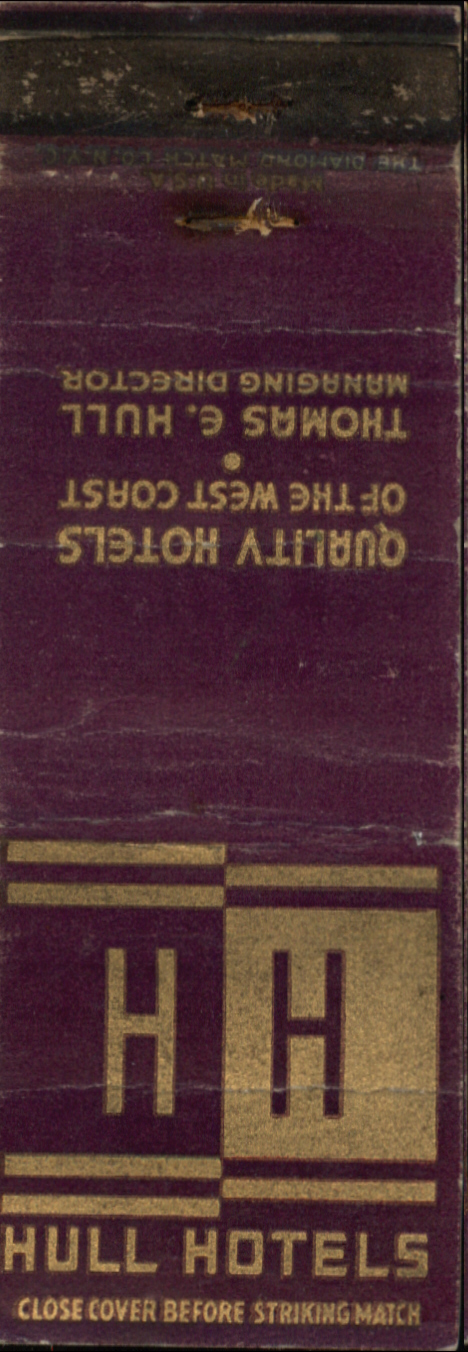 THE DIAMOND MATCH CO. N.Y.C.
Made in U.S.A.
QUALITY HOTELS
OF THE WEST COAST
•
THOMAS E. HULL
MANAGING DIRECTOR
H H
HULL HOTELS
CLOSE COVER BEFORE STRIKING MATCH